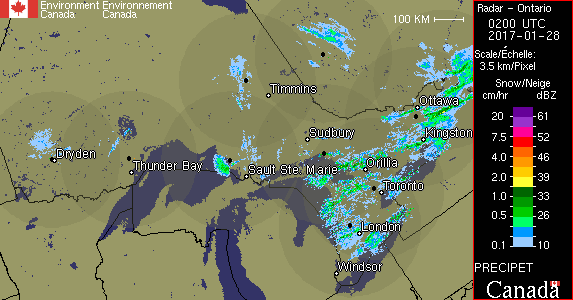 Environment Environnement
Canada Canada
100 KM
Timmins
Ottawa
Sudbury
Kingston
Dryden
Thunder Bay
Sault Ste. Marie
Orillia
Toronto
London
Windsor
Radar - Ontario
0200 UTC
2017-01-28
Scale/Échelle:
3.5 km/Pixel
Snow/Neige
cm/hr dBZ
20 61
7.5 52
4.0 46
2.0 39
1.0 33
0.5 26
0.1 10
PRECIPET
Canada